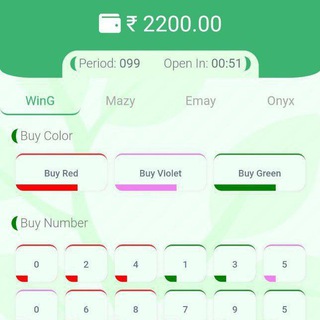 ₹ 2200.00
Period: 099 Open In: 00:51
WinG Mazy Emay Onyx
Buy Color
Buy Red Buy Violet Buy Green
Buy Number
0 2 4 1 3 5
0 6 8 7 9 5